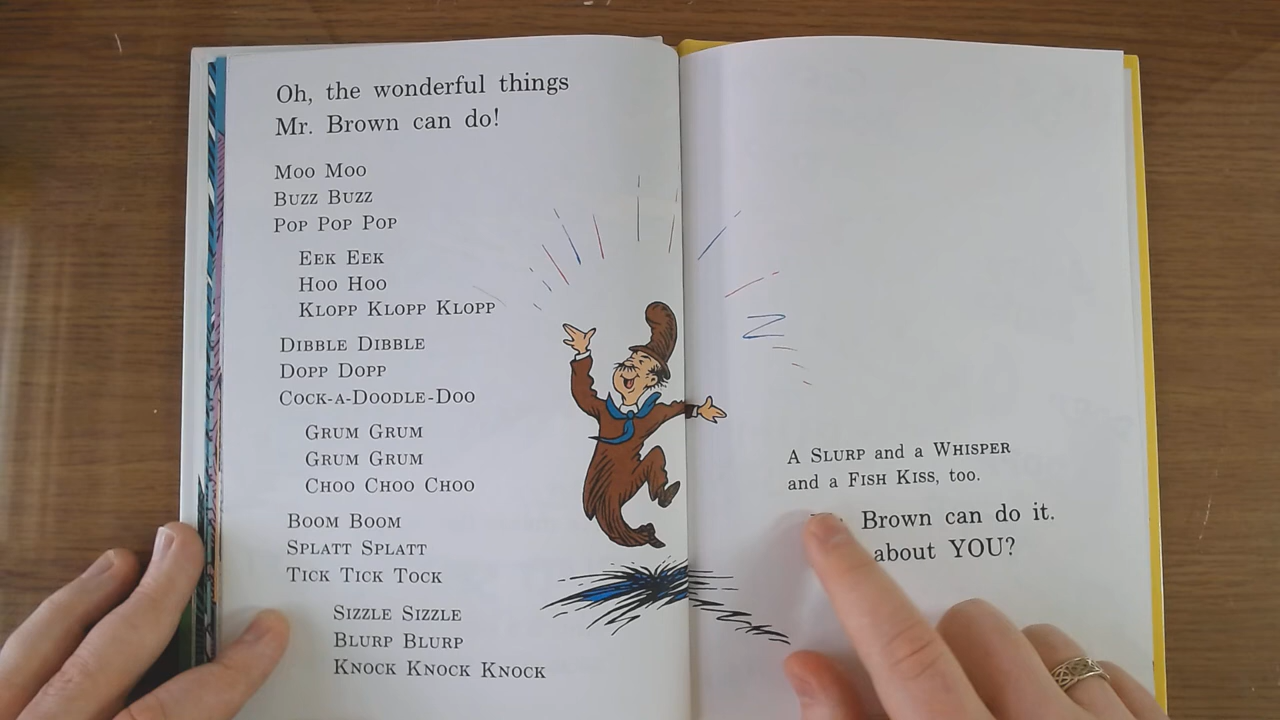 Oh, the wonderful things
Mr. Brown can do!
MOO MOO
BUZZ BUZZ
POP POP POP
EEK EEK
HOO HOO
KLOPP KLOPP KLOPP
DIBBLE DIBBLE
DOPP DOPP
COCK-A-DOODLE-DOO
GRUM GRUM
GRUM GRUM
CHOO CHOO CHOO
BOOM BOOM
SPLATT SPLATT
TICK TICK TOCK
SIZZLE SIZZLE
BLURP BLURP
KNOCK KNOCK KNOCK
A SLURP and a WHISPER
and a FISH KISS, too.
Brown can do it.
about YOU?